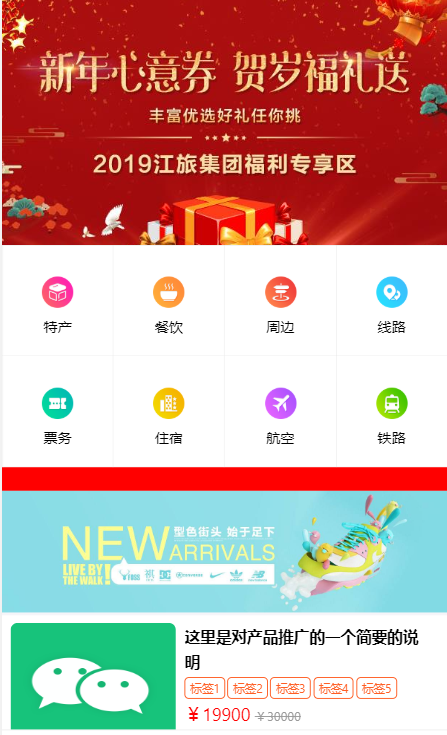 新年心意券 贺岁福礼送
丰富优选好礼任你挑
2019江旅集团福利专享区
特产
餐饮
周边
线路
票务
住宿
航空
铁路
NEW 型色街头 始于足下
ARRIVALS
LIVE BY
THE WALK!
这里是对产品推广的一个简要的说
明
标签1 标签2 标签3 标签4 标签5
¥19900 ¥30000